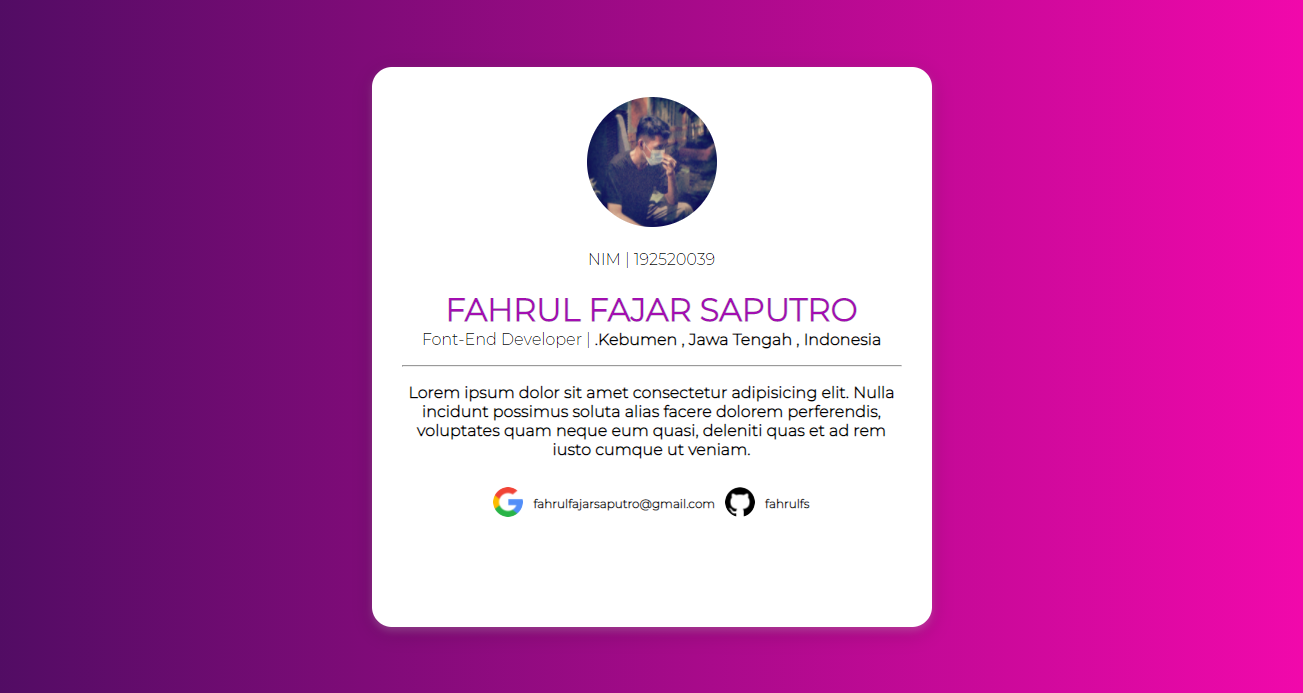 NIM | 192520039
FAHRUL FAJAR SAPUTRO
Font-End Developer | .Kebumen , Jawa Tengah , Indonesia
Lorem ipsum dolor sit amet consectetur adipisicing elit. Nulla
incidunt possimus soluta alias facere dolorem perferendis,
voluptates quam neque eum quasi, deleniti quas et ad rem
iusto cumque ut veniam.
fahrulfajarsaputro@gmail.com fahrulfs